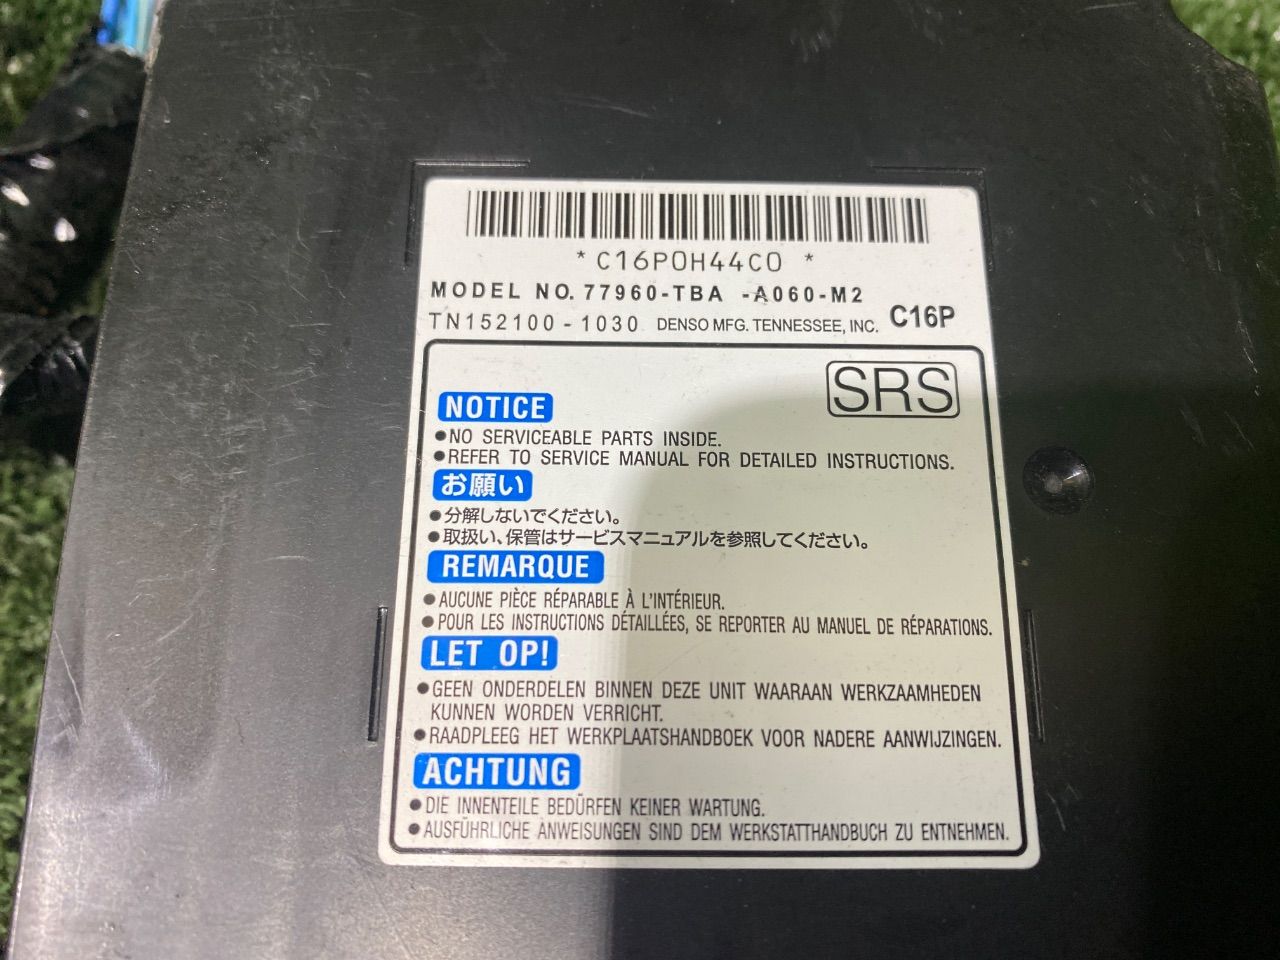 *C16P0H44C0 *
MODEL NO. 77960-TBA -A060-M2
TN152100-1030 DENSO MFG. TENNESSEE, INC. C16P
SRS
NOTICE
●NO SERVICEABLE PARTS INSIDE.
●REFER TO SERVICE MANUAL FOR DETAILED INSTRUCTIONS.
お願い
●分解しないでください。
●取扱い、保管はサービスマニュアルを参照してください。
REMARQUE
●AUCUNE PIÈCE RÉPARABLE À L'INTÉRIEUR.
●POUR LES INSTRUCTIONS DÉTAILLÉES, SE REPORTER AU MANUEL DE RÉPARATIONS.
LET OP!
●GEEN ONDERDELEN BINNEN DEZE UNIT WAARAAN WERKZAAMHEDEN
KUNNEN WORDEN VERRICHT.
●RAADPLEEG HET WERKPLAATSHANDBOEK VOOR NADERE AANWIJZINGEN.
ACHTUNG
●DIE INNENTEILE BEDÜRFEN KEINER WARTUNG.
●AUSFÜHRLICHE ANWEISUNGEN SIND DEM WERKSTATTHANDBUCH ZU ENTNEHMEN.